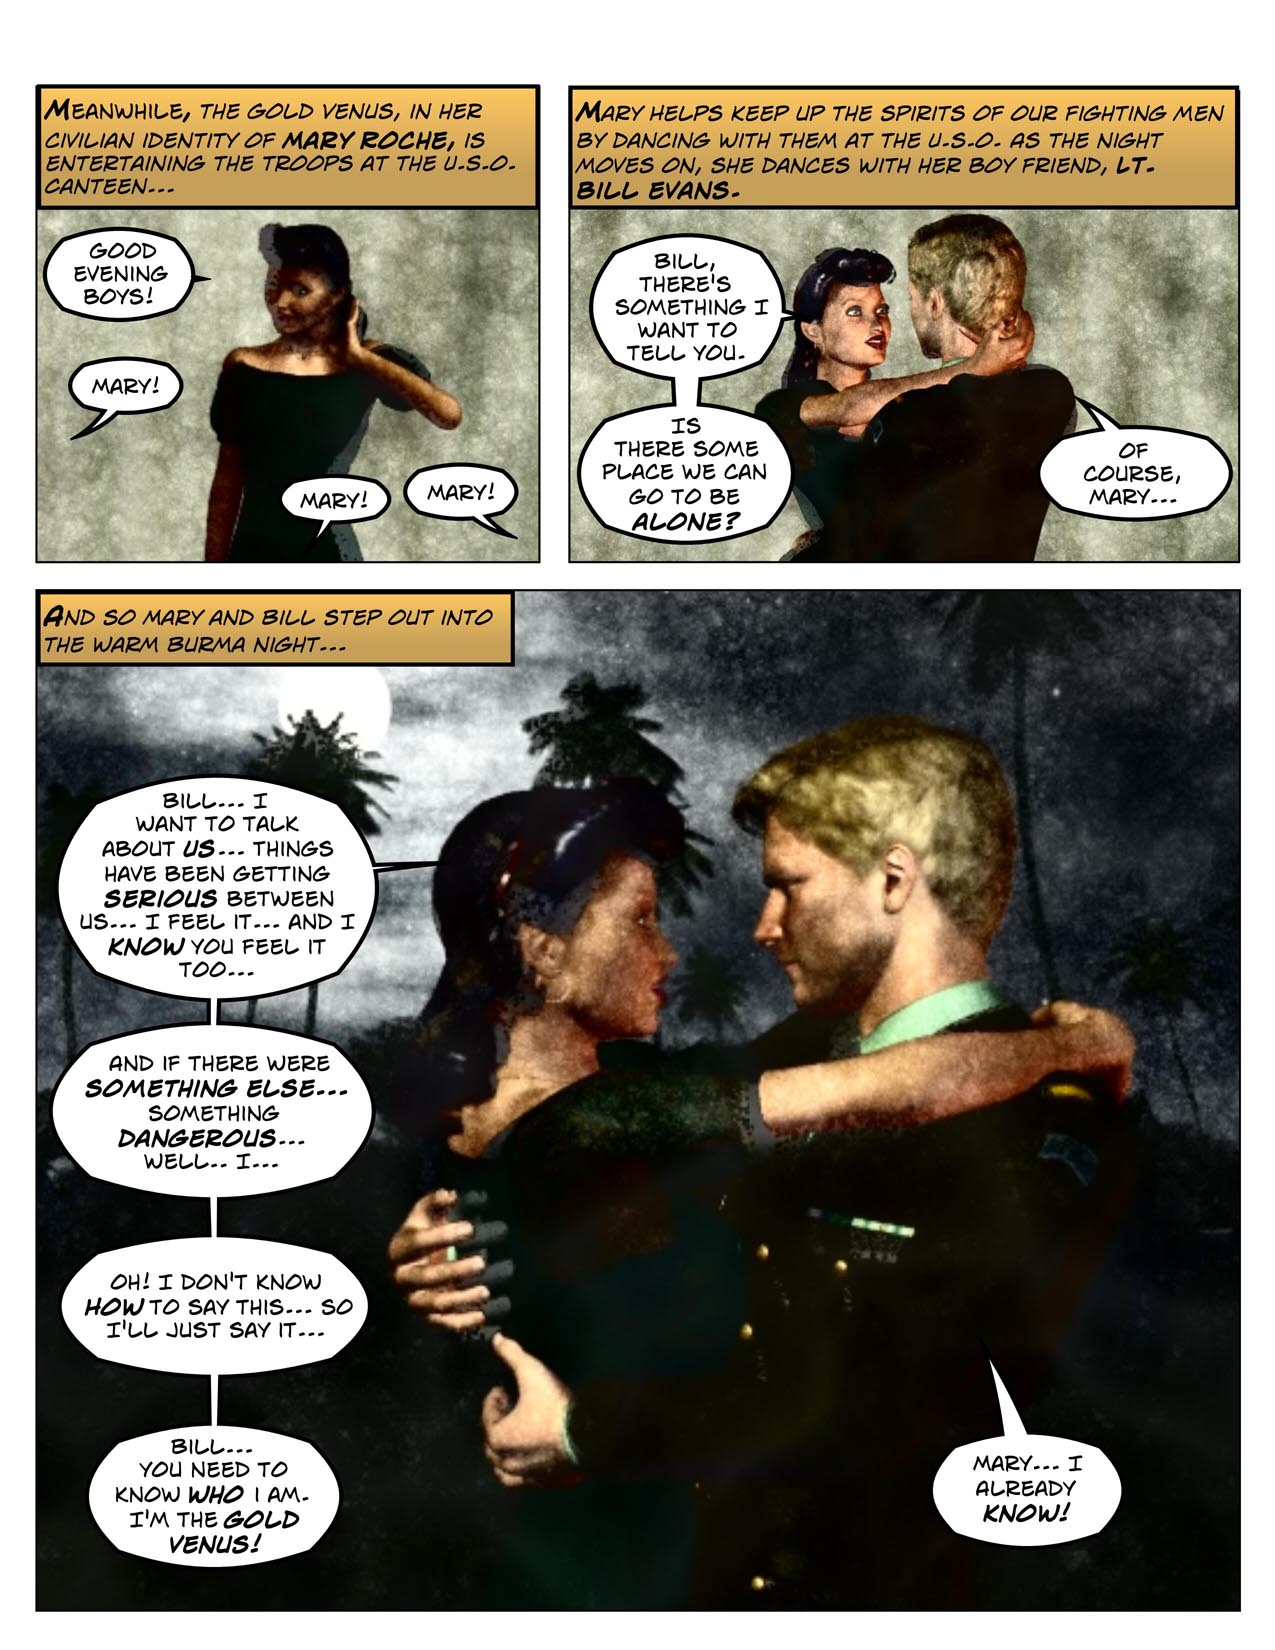 MEANWHILE, THE GOLD VENUS, IN HER
CIVILIAN IDENTITY OF MARY ROCHE, IS
ENTERTAINING THE TROOPS AT THE U.S.O.
CANTEEN...
GOOD
EVENING
BOYS!
MARY!
MARY!
MARY!
MARY HELPS KEEP UP THE SPIRITS OF OUR FIGHTING MEN
BY DANCING WITH THEM AT THE U.S.O. AS THE NIGHT
MOVES ON, SHE DANCES WITH HER BOY FRIEND, LT.
BILL EVANS.
BILL,
THERE'S
SOMETHING I
WANT TO
TELL YOU.
IS
THERE SOME
PLACE WE CAN
GO TO BE
ALONE?
OF
COURSE,
MARY...
AND SO MARY AND BILL STEP OUT INTO
THE WARM BURMA NIGHT...
BILL... I
WANT TO TALK
ABOUT US... THINGS
HAVE BEEN GETTING
SERIOUS BETWEEN
US... I FEEL IT... AND I
KNOW YOU FEEL IT
TOO...
AND IF THERE WERE
SOMETHING ELSE...
SOMETHING
DANGEROUS...
WELL.. I...
OH! I DON'T KNOW
HOW TO SAY THIS... SO
I'LL JUST SAY IT...
BILL...
YOU NEED TO
KNOW WHO I AM.
I'M THE GOLD
VENUS!
MARY... I
ALREADY
KNOW!